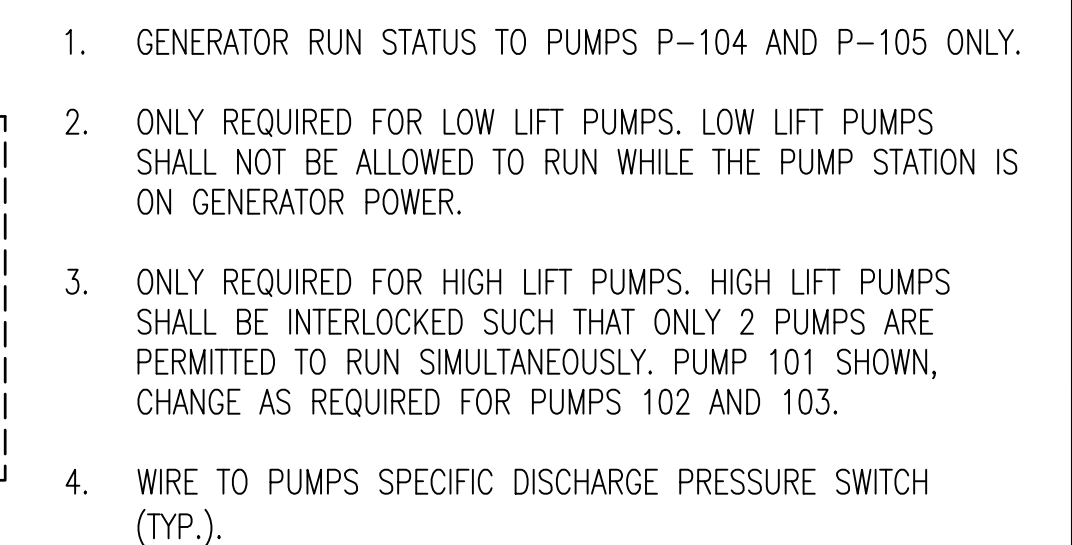 1. GENERATOR RUN STATUS TO PUMPS P-104 AND P-105 ONLY.
2. ONLY REQUIRED FOR LOW LIFT PUMPS. LOW LIFT PUMPS
SHALL NOT BE ALLOWED TO RUN WHILE THE PUMP STATION IS
ON GENERATOR POWER.
3. ONLY REQUIRED FOR HIGH LIFT PUMPS. HIGH LIFT PUMPS
SHALL BE INTERLOCKED SUCH THAT ONLY 2 PUMPS ARE
PERMITTED TO RUN SIMULTANEOUSLY. PUMP 101 SHOWN,
CHANGE AS REQUIRED FOR PUMPS 102 AND 103.
4. WIRE TO PUMPS SPECIFIC DISCHARGE PRESSURE SWITCH
(TYP.).